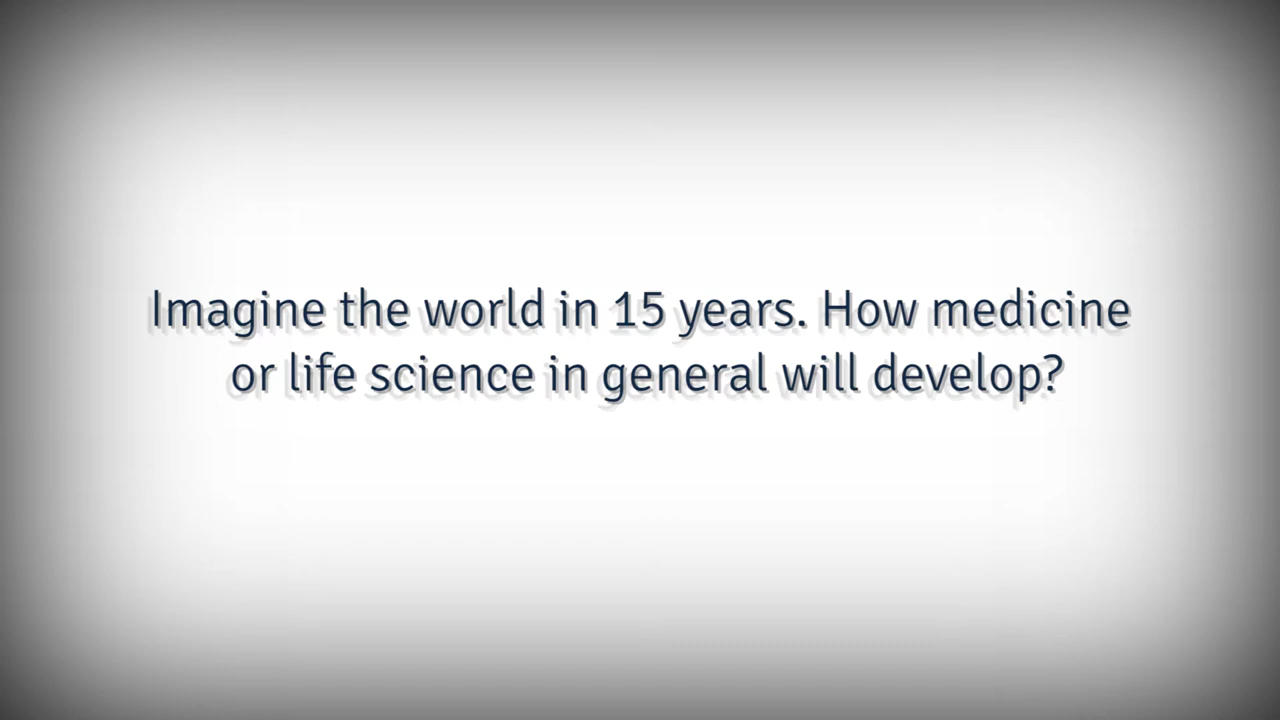 Imagine the world in 15 years. How medicine
or life science in general will develop?